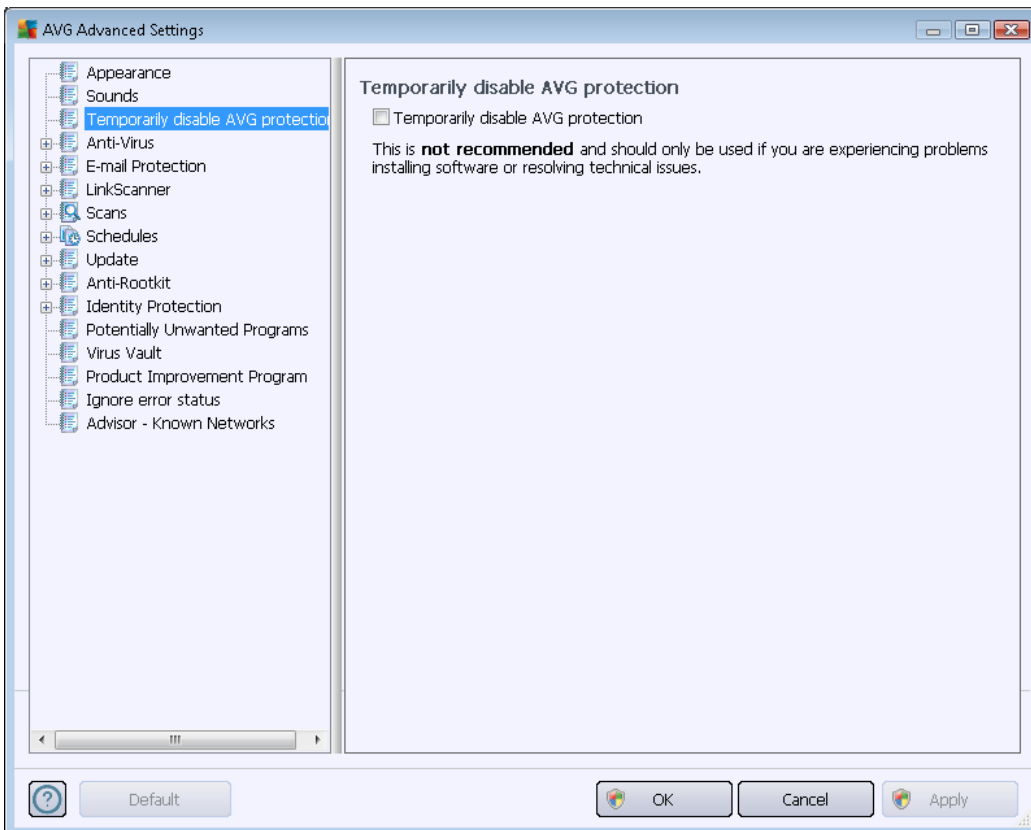 AVG Advanced Settings
Appearance
Sounds
Temporarily disable AVG protection
Anti-Virus
E-mail Protection
LinkScanner
Scans
Schedules
Update
Anti-Rootkit
Identity Protection
Potentially Unwanted Programs
Virus Vault
Product Improvement Program
Ignore error status
Advisor - Known Networks
Temporarily disable AVG protection
Temporarily disable AVG protection
This is not recommended and should only be used if you are experiencing problems
installing software or resolving technical issues.
?
Default
OK
Cancel
Apply